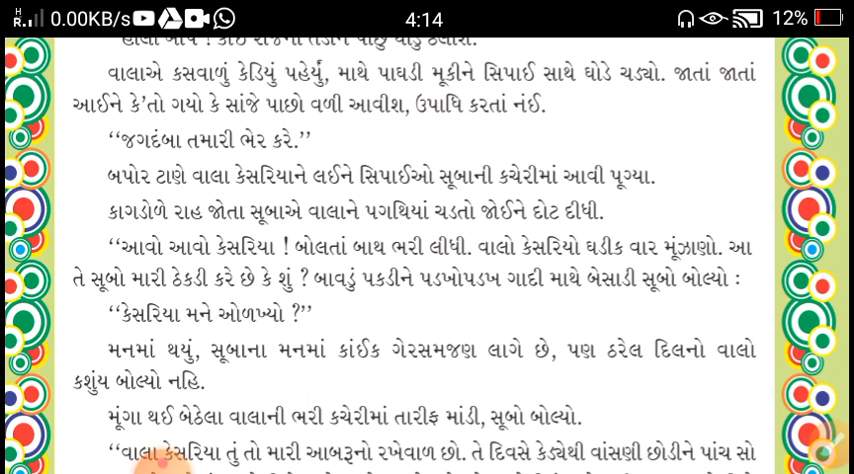 H
R
0.00KB/S
4:14
12%
હાલો બાપ ! કાંઈ રાજના તેડાંને પાછું થોડું ઠેલાશે.
વાલાએ કસવાળું કેડિયું પહેર્યું, માથે પાઘડી મૂકીને સિપાઈ સાથે ઘોડે ચડ્યો. જાતાં જાતાં
આઈને કે'તો ગયો કે સાંજે પાછો વળી આવીશ, ઉપાધિ કરતાં નંઈ.
‘‘જગદંબા તમારી ભેર કરે.’’
બપોર ટાણે વાલા કેસરિયાને લઈને સિપાઈઓ સૂબાની કચેરીમાં આવી પૂગ્યા.
કાગડોળે રાહ જોતા સૂબાએ વાલાને પગથિયાં ચડતો જોઈને દોટ દીધી.
‘‘આવો આવો કેસરિયા ! બોલતાં બાથ ભરી લીધી. વાલો કેસરિયો ઘડીક વાર મૂંઝાણો. આ
તે સૂબો મારી ઠેકડી કરે છે કે શું ? બાવડું પકડીને પડખોપડખ ગાદી માથે બેસાડી સૂબો બોલ્યો :
‘‘કેસરિયા મને ઓળખ્યો ?’’
મનમાં થયું, સૂબાના મનમાં કાંઈક ગેરસમજણ લાગે છે, પણ ઠરેલ દિલનો વાલો
કશુંય બોલ્યો નહિ.
મૂંગા થઈ બેઠેલા વાલાની ભરી કચેરીમાં તારીફ માંડી, સૂબો બોલ્યો.
‘‘વાલા કેસરિયા તું તો મારી આબરૂનો રખેવાળ છો. તે દિવસે કેડ્યેથી વાંસણી છોડીને પાંચ સો